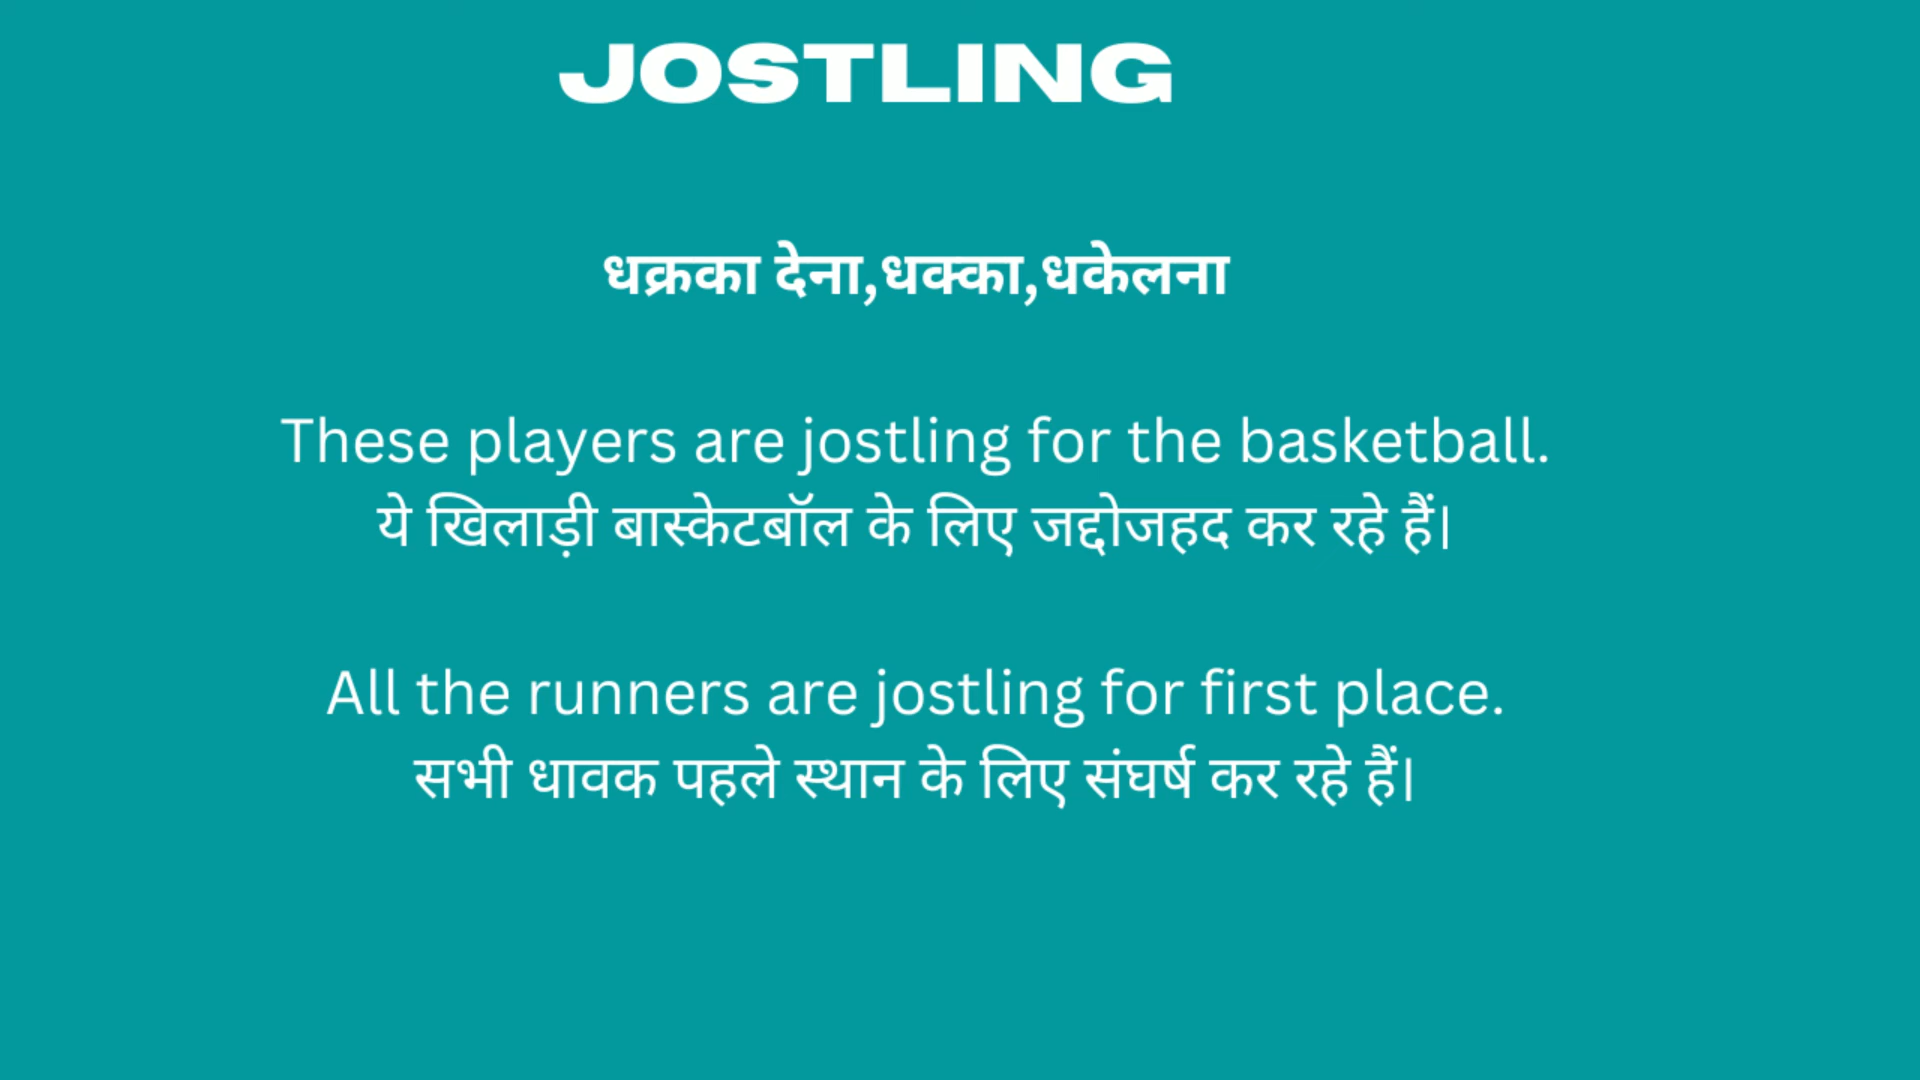 JOSTLING
धक्रका देना,धक्का,धकेलना
These players are jostling for the basketball.
ये खिलाड़ी बास्केटबॉल के लिए जद्दोजहद कर रहे हैं।
All the runners are jostling for first place.
सभी धावक पहले स्थान के लिए संघर्ष कर रहे हैं।